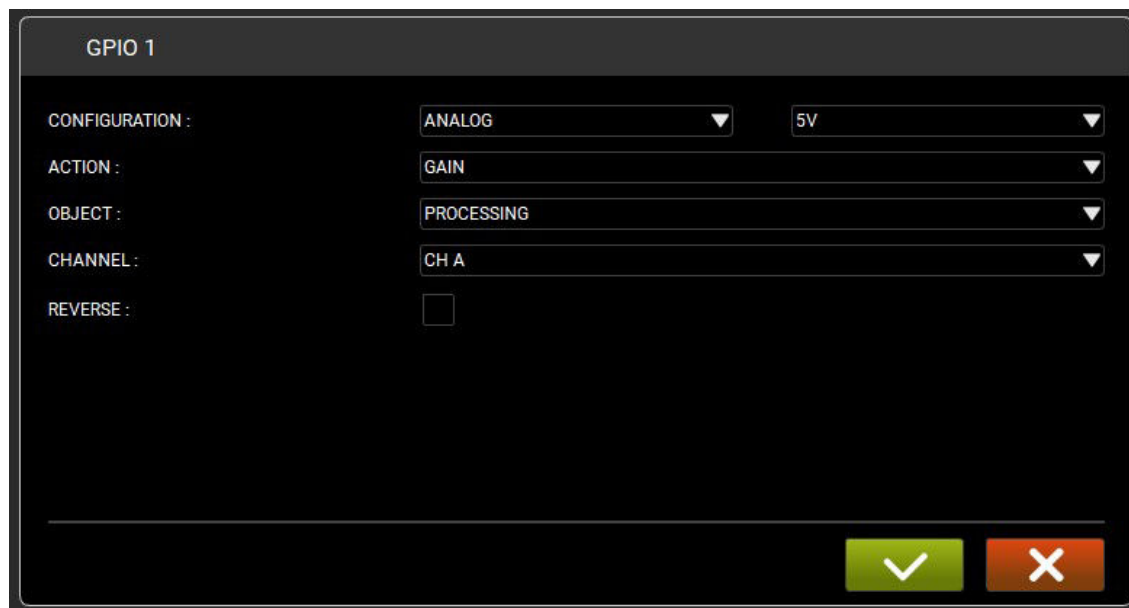 GPIO 1
CONFIGURATION : ANALOG 5V
ACTION : GAIN
OBJECT : PROCESSING
CHANNEL : CH A
REVERSE :